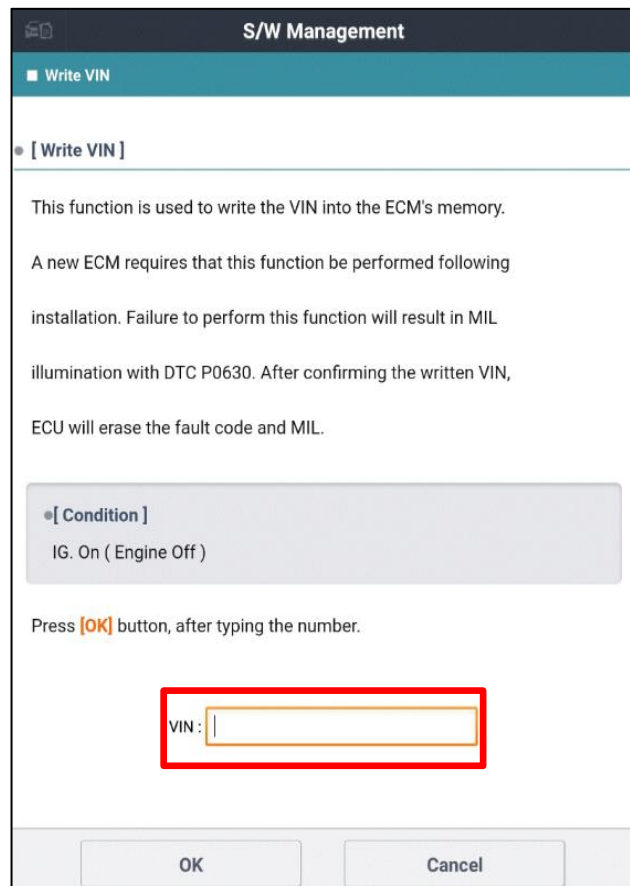 S/W Management
■ Write VIN
[ Write VIN ]
This function is used to write the VIN into the ECM's memory.
A new ECM requires that this function be performed following
installation. Failure to perform this function will result in MIL
illumination with DTC P0630. After confirming the written VIN,
ECU will erase the fault code and MIL.
[ Condition ]
IG. On ( Engine Off )
Press [OK] button, after typing the number.
VIN :
OK Cancel